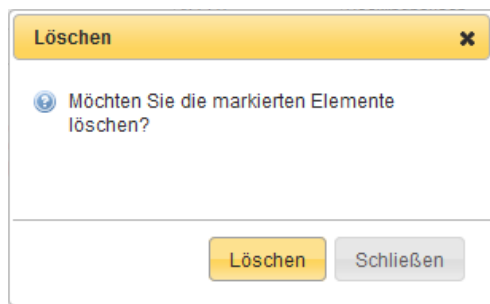 Löschen
Möchten Sie die markierten Elemente
löschen?
Löschen
Schließen